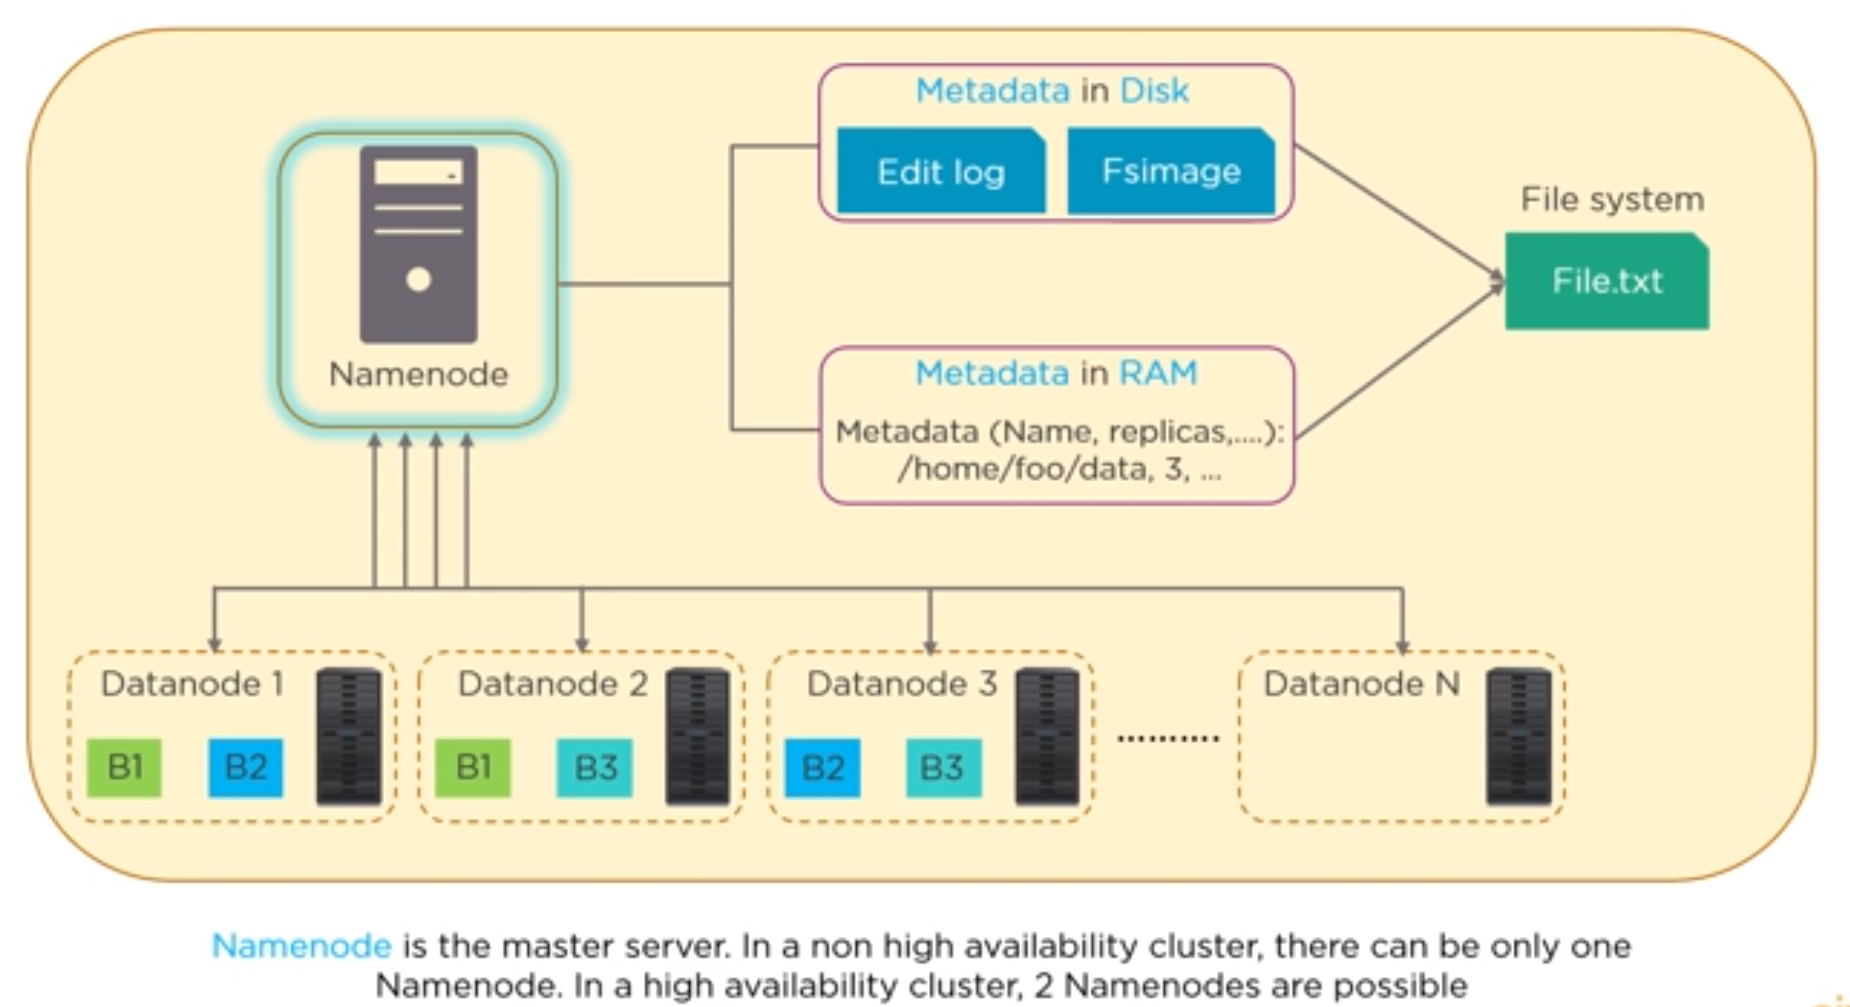 Metadata in Disk
Edit log
Fsimage
File system
File.txt
Namenode
Metadata in RAM
Metadata (Name, replicas,....):
/home/foo/data, 3, ...
Datanode 1
B1
B2
Datanode 2
B1
B3
Datanode 3
B2
B3
..........
Datanode N
Namenode is the master server. In a non high availability cluster, there can be only one
Namenode. In a high availability cluster, 2 Namenodes are possible